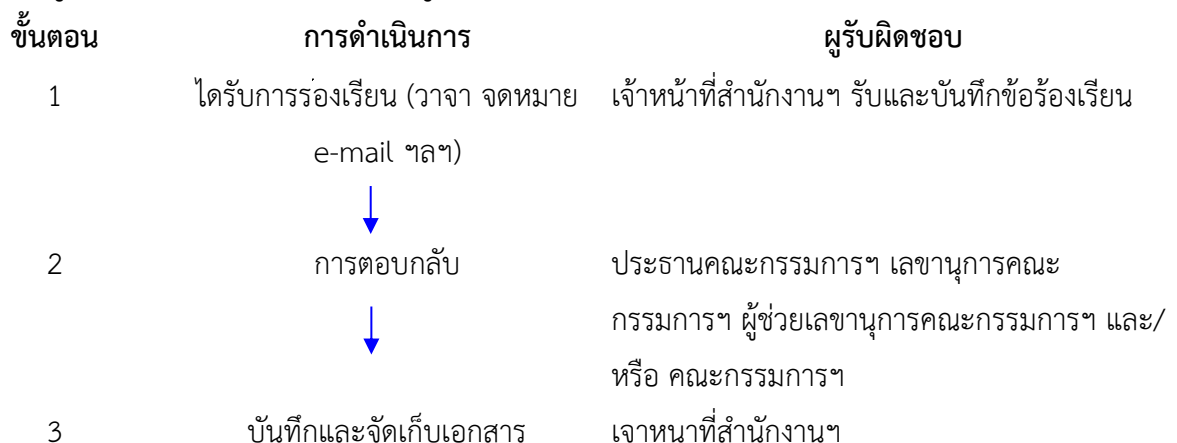 ขั้นตอน การดำเนินการ ผู้รับผิดชอบ
1 ไดรับการรองเรียน (วาจา จดหมาย เจ้าหน้าที่สำนักงานฯ รับและบันทึกข้อร้องเรียน
e-mail ฯลฯ)
2 การตอบกลับ ประธานคณะกรรมการฯ เลขานุการคณะ
กรรมการฯ ผู้ช่วยเลขานุการคณะกรรมการฯ และ/
หรือ คณะกรรมการฯ
3 บันทึกและจัดเก็บเอกสาร เจาหนาที่สำนักงานฯ